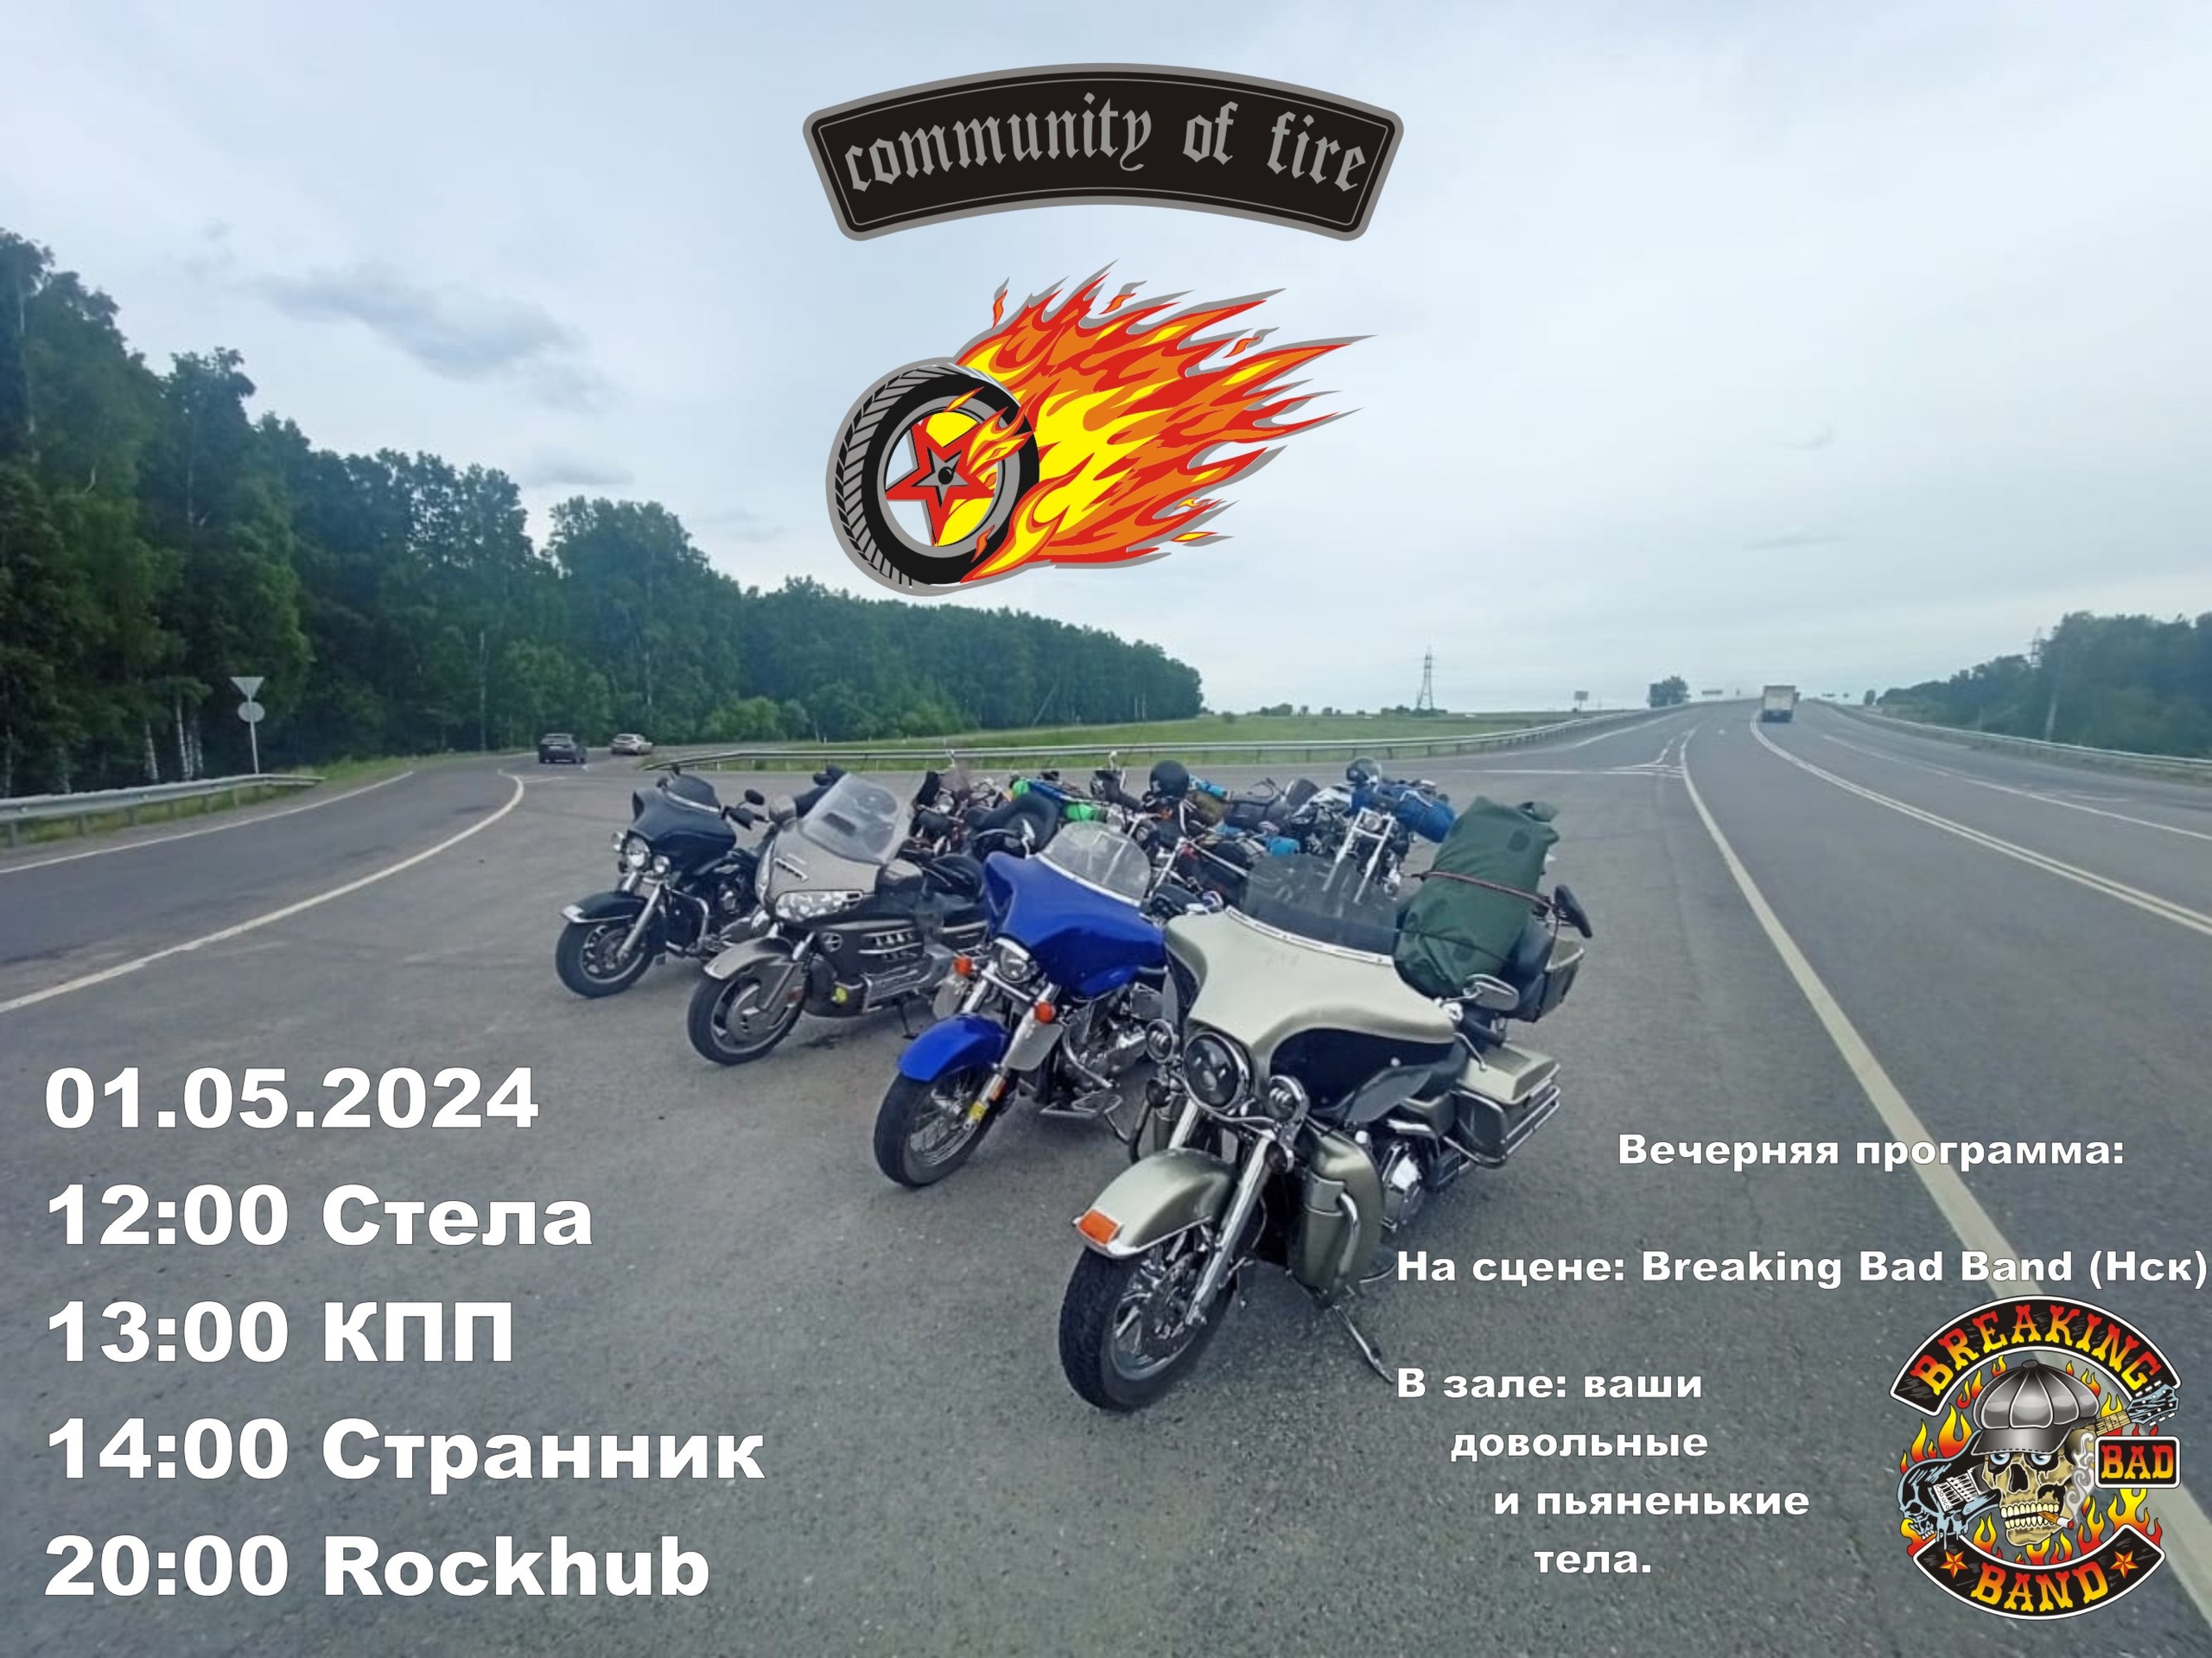 community of fire
01.05.2024
12:00 Стела
13:00 КПП
14:00 Странник
20:00 Rockhub
Вечерняя программа:
На сцене: Breaking Bad Band (Нск)
В зале: ваши
довольные
и пьяненькие
тела.
BREAKING
BAD
BAND